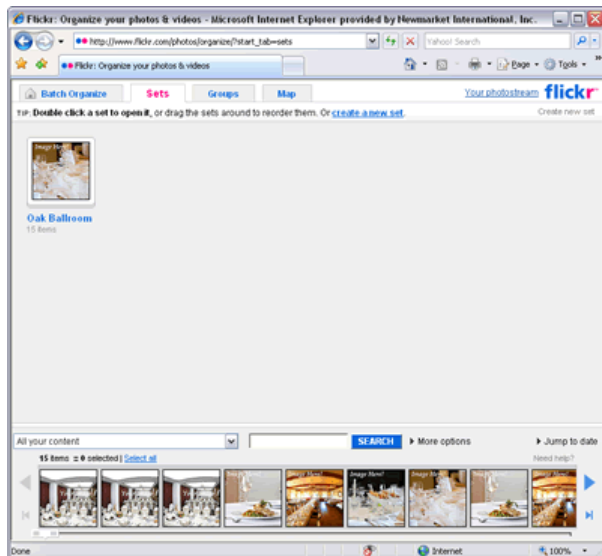 Flickr: Organize your photos & videos - Microsoft Internet Explorer provided by Newmarket International, Inc.
http://www.flickr.com/photos/organize/?start_tab=sets
Yahoo! Search
Flickr: Organize your photos & videos
Page
Tools
Batch Organize Sets Groups Map Your photostream flickr
TIP: Double click a set to open it, or drag the sets around to reorder them. Or create a new set. Create new set
Image Here!
Oak Ballroom
15 items
All your content SEARCH More options Jump to date
15 items = 0 selected | Select all Need help?
Image Here! Image Here! Image Here! Image Here!
Done Internet 100%